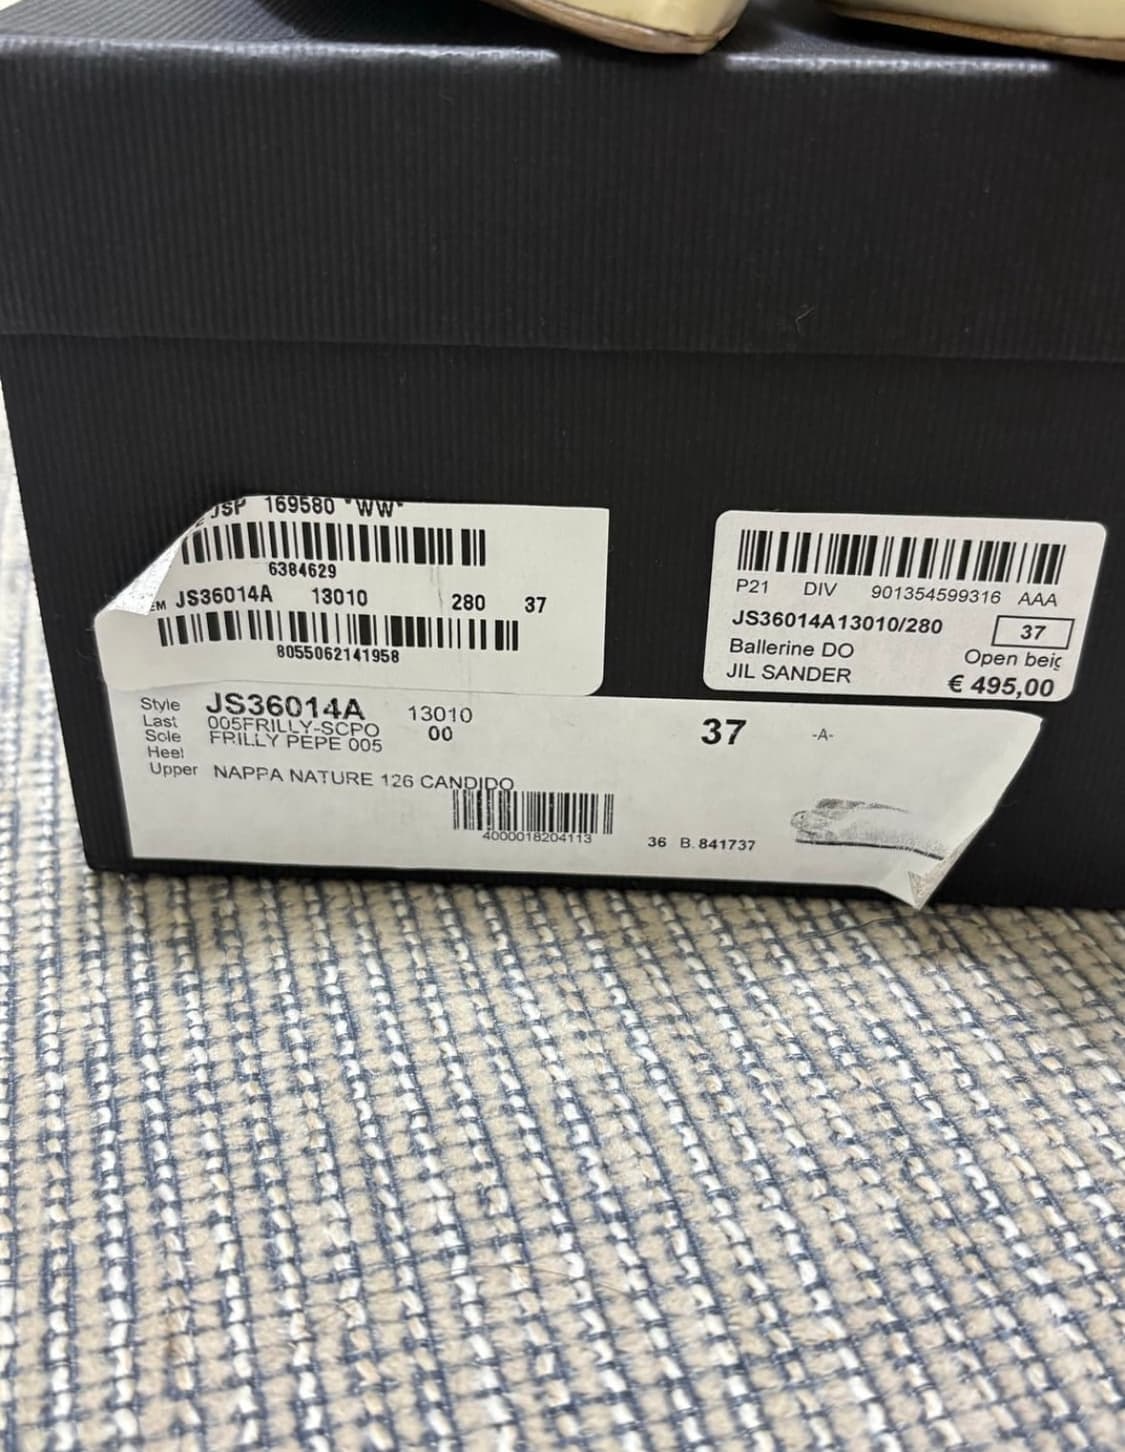 JSP 169580 "WW"
6384629
EM JS36014A 13010 280 37
8055062141958
Style JS36014A 13010
Last 005FRILLY-SCPO 00
Sole FRILLY PEPE 005
Heel
Upper NAPPA NATURE 126 CANDIDO
37 -A-
4000018204113
36 B.841737
P21 DIV 901354599316 AAA
JS36014A13010/280 37
Ballerine DO Open beig
JIL SANDER € 495,00